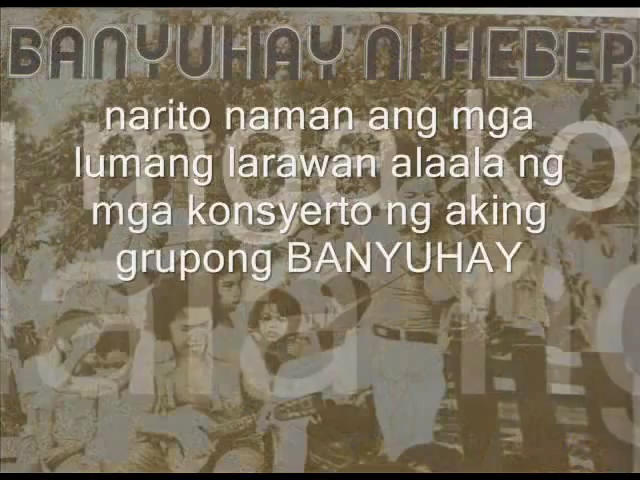 BANYUHAY NI HEBER
narito naman ang mga
lumang larawan alaala ng
mga konsyerto ng aking
grupong BANYUHAY